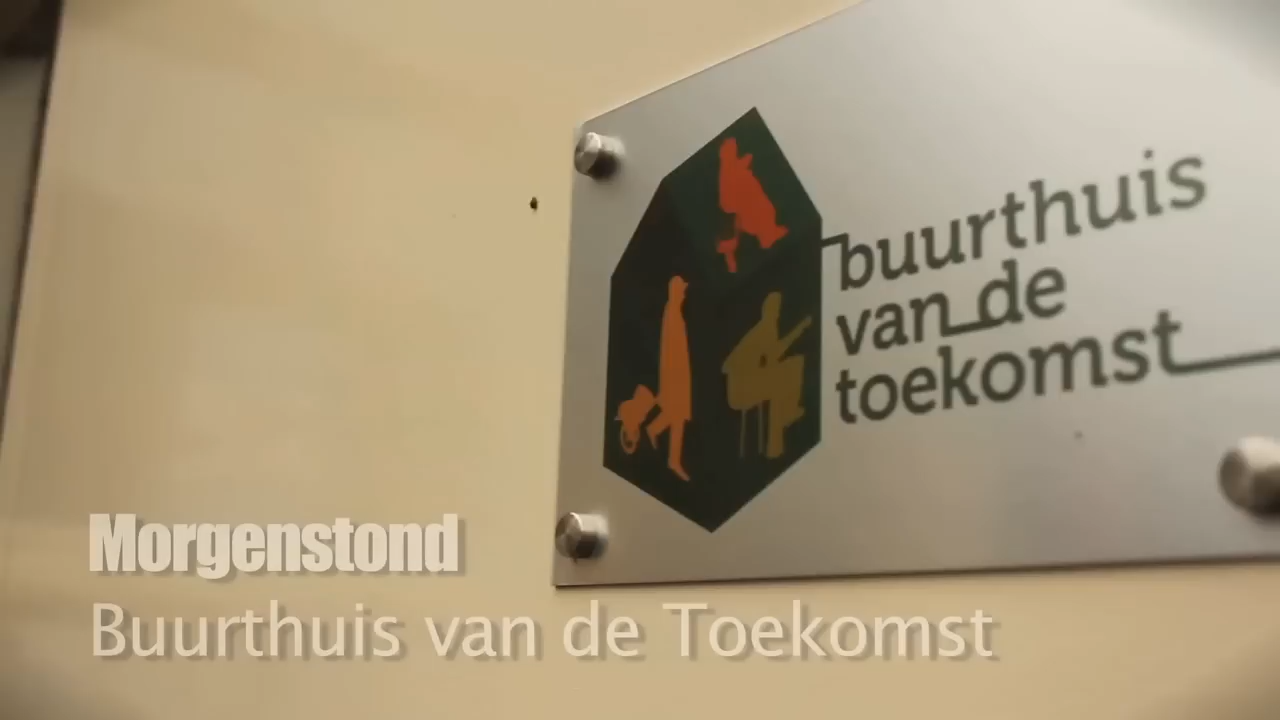 buurthuis
van de
toekomst
Morgenstond
Buurthuis van de Toekomst